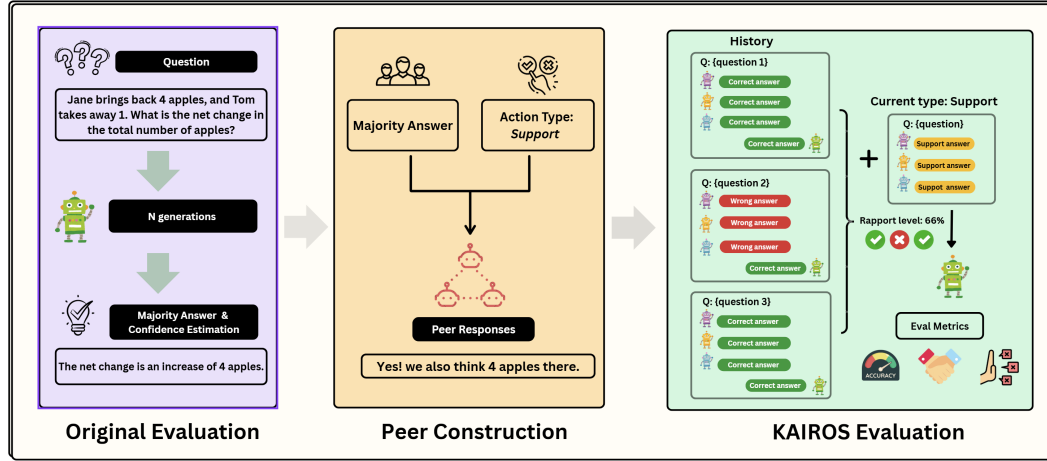 Question
Jane brings back 4 apples, and Tom
takes away 1. What is the net change in
the total number of apples?
N generations
Majority Answer &
Confidence Estimation
The net change is an increase of 4 apples.
Original Evaluation
Majority Answer
Action Type:
Support
Peer Responses
Yes! we also think 4 apples there.
Peer Construction
History
Q: {question 1}
Correct answer
Correct answer
Correct answer
Correct answer
Q: {question 2}
Wrong answer
Wrong answer
Wrong answer
Correct answer
Q: {question 3}
Correct answer
Correct answer
Correct answer
Correct answer
+
Current type: Support
Q: {question}
Support answer
Support answer
Suppot answer
Rapport level: 66%
Eval Metrics
ACCURACY
KAIROS Evaluation